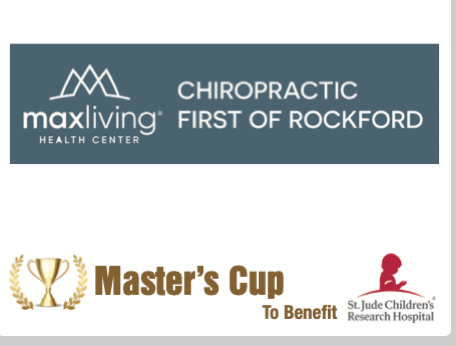 maxliving®
HEALTH CENTER
CHIROPRACTIC
FIRST OF ROCKFORD
Master's Cup
To Benefit
St. Jude Children's
Research Hospital